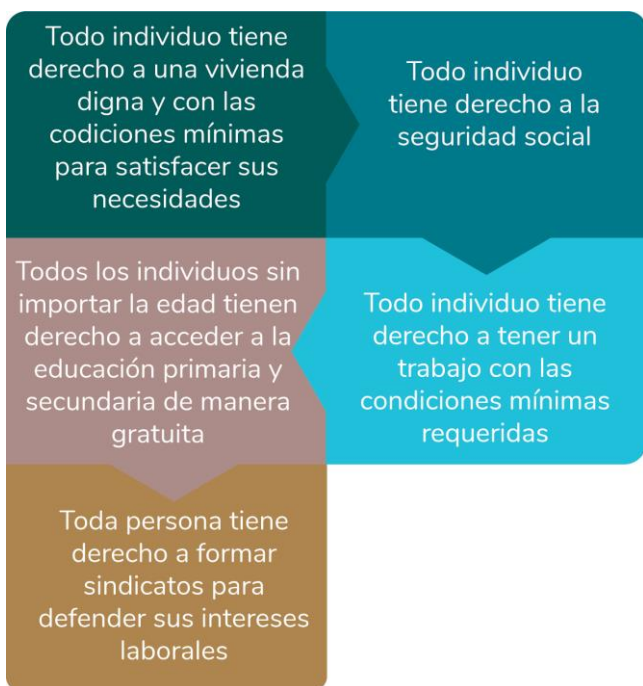 Todo individuo tiene
derecho a una vivienda
digna y con las
codiciones mínimas
para satisfacer sus
necesidades
Todo individuo
tiene derecho a la
seguridad social
Todo individuo tiene
derecho a tener un
trabajo con las
condiciones mínimas
requeridas
Todos los individuos sin
importar la edad tienen
derecho a acceder a la
educación primaria y
secundaria de manera
gratuita
Toda persona tiene
derecho a formar
sindicatos para
defender sus intereses
laborales